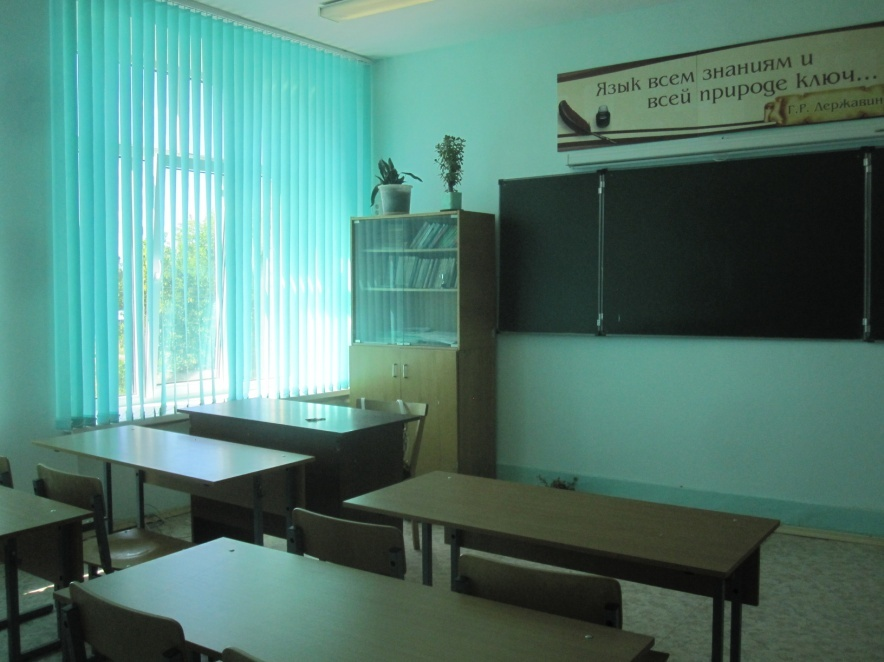 Язык всем знаниям и
всей природе ключ...
Г.Р. Державин